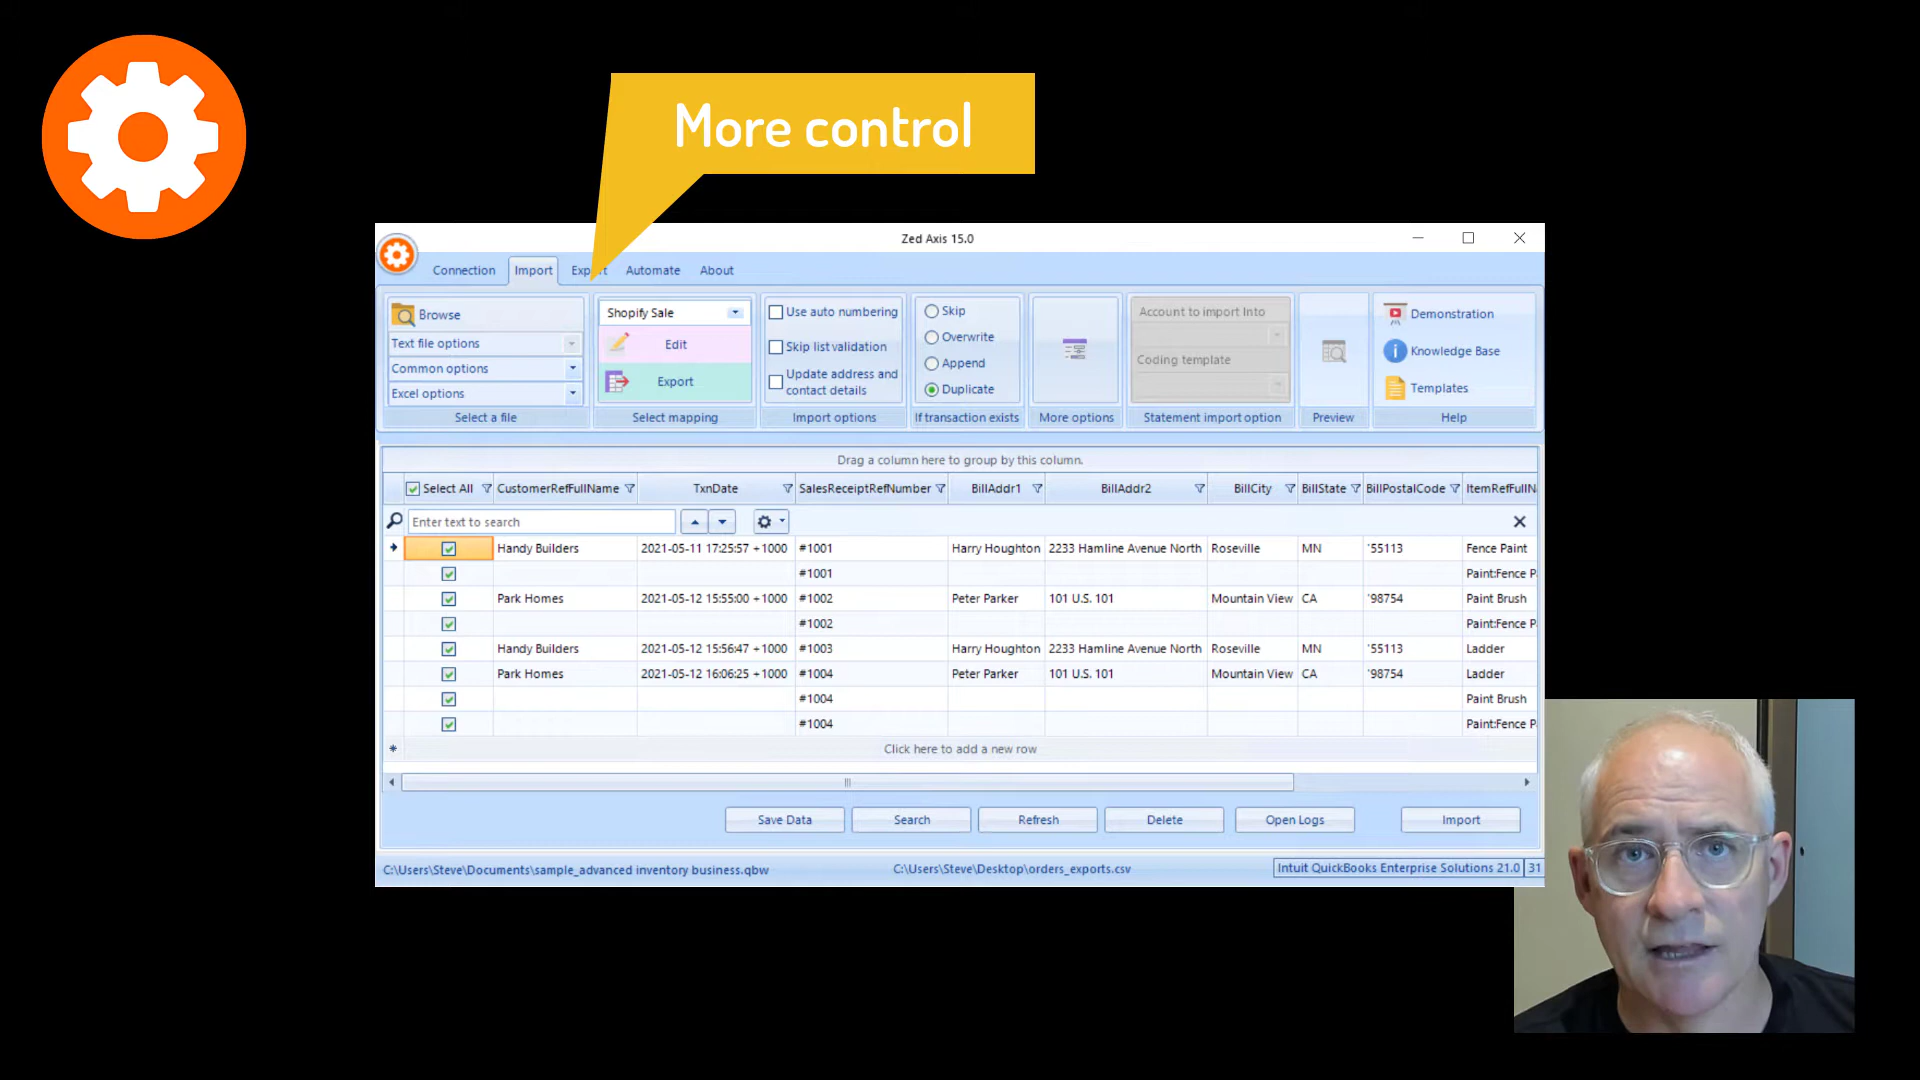 More control
Zed Axis 15.0
Connection Import Export Automate About
Browse
Text file options
Common options
Excel options
Select a file
Shopify Sale
Edit
Export
Select mapping
Use auto numbering
Skip list validation
Update address and
contact details
Import options
Skip
Overwrite
Append
Duplicate
If transaction exists
More options
Account to import Into
Coding template
Statement import option
Preview
Demonstration
Knowledge Base
Templates
Help
Drag a column here to group by this column.
Select All CustomerRefFullName TxnDate SalesReceiptRefNumber BillAddr1 BillAddr2 BillCity BillState BillPostalCode ItemRefFullN
Enter text to search
Handy Builders 2021-05-11 17:25:57 +1000 #1001 Harry Houghton 2233 Hamline Avenue North Roseville MN '55113 Fence Paint
#1001 Paint:Fence P
Park Homes 2021-05-12 15:55:00 +1000 #1002 Peter Parker 101 U.S. 101 Mountain View CA '98754 Paint Brush
#1002 Paint:Fence P
Handy Builders 2021-05-12 15:56:47 +1000 #1003 Harry Houghton 2233 Hamline Avenue North Roseville MN '55113 Ladder
Park Homes 2021-05-12 16:06:25 +1000 #1004 Peter Parker 101 U.S. 101 Mountain View CA '98754 Ladder
#1004 Paint Brush
#1004 Paint:Fence P
Click here to add a new row
Save Data Search Refresh Delete Open Logs Import
C:\Users\Steve\Documents\sample_advanced inventory business.qbw C:\Users\Steve\Desktop\orders_exports.csv Intuit QuickBooks Enterprise Solutions 21.0 31